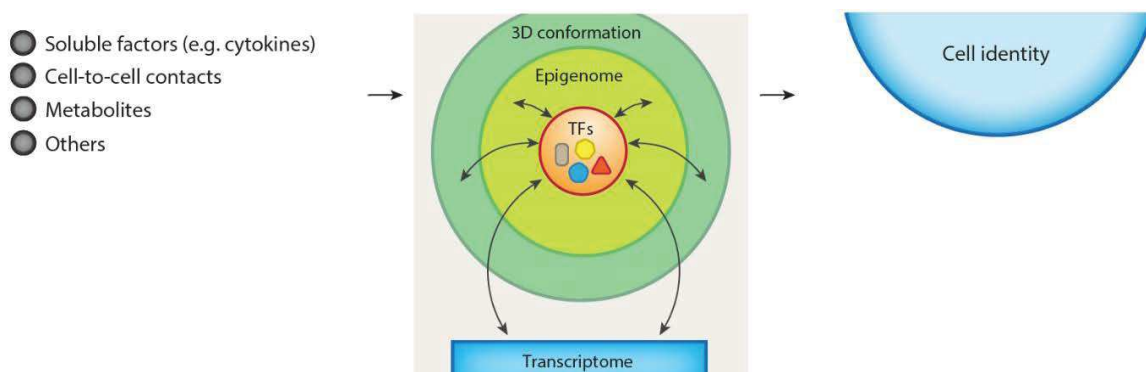 Soluble factors (e.g. cytokines)
Cell-to-cell contacts
Metabolites
Others
3D conformation
Epigenome
TFs
Transcriptome
Cell identity